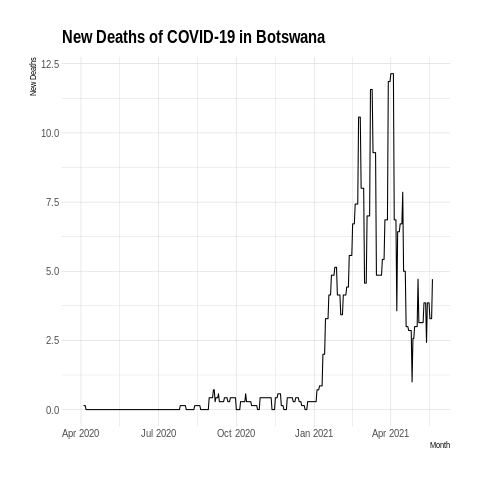 New Deaths of COVID-19 in Botswana
New Deaths
12.5
10.0
7.5
5.0
2.5
0.0
Apr 2020
Jul 2020
Oct 2020
Jan 2021
Apr 2021
Month